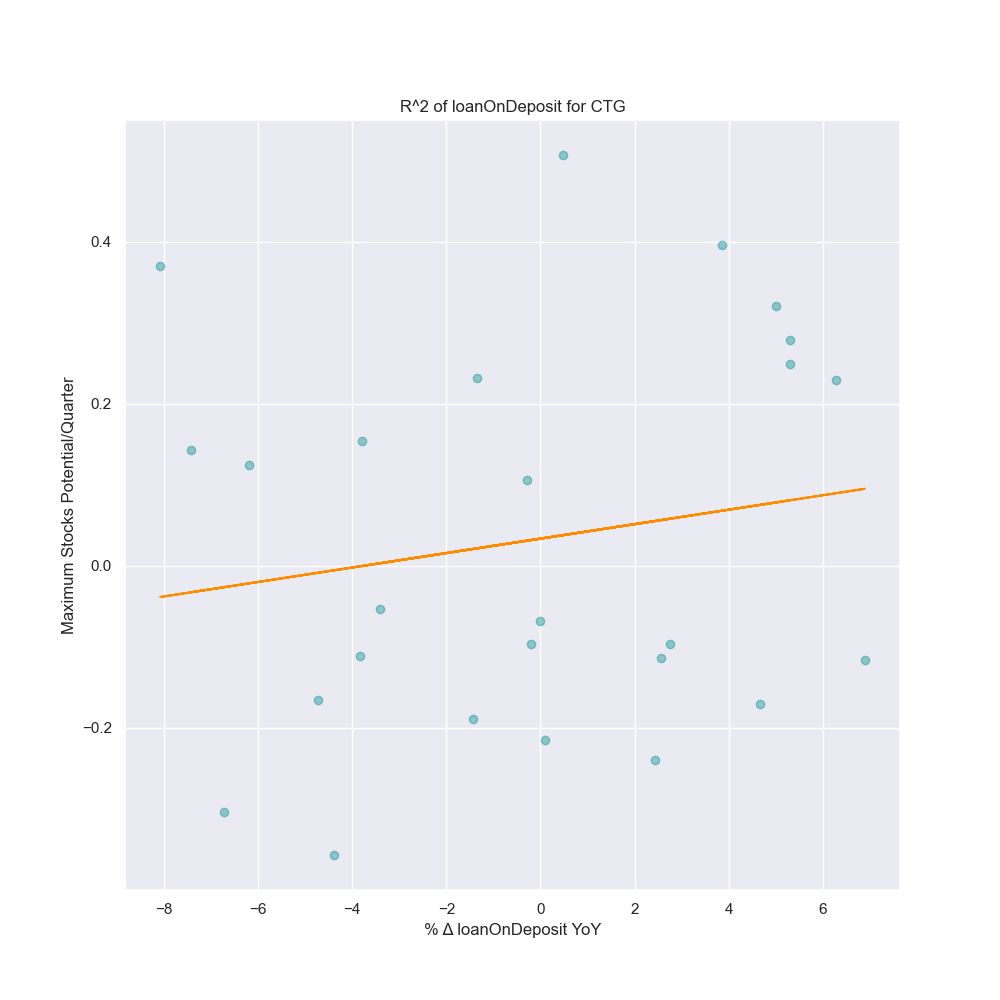 R^2 of loanOnDeposit for CTG
Maximum Stocks Potential/Quarter
0.4
0.2
0.0
−0.2
−8 −6 −4 −2 0 2 4 6
% Δ loanOnDeposit YoY